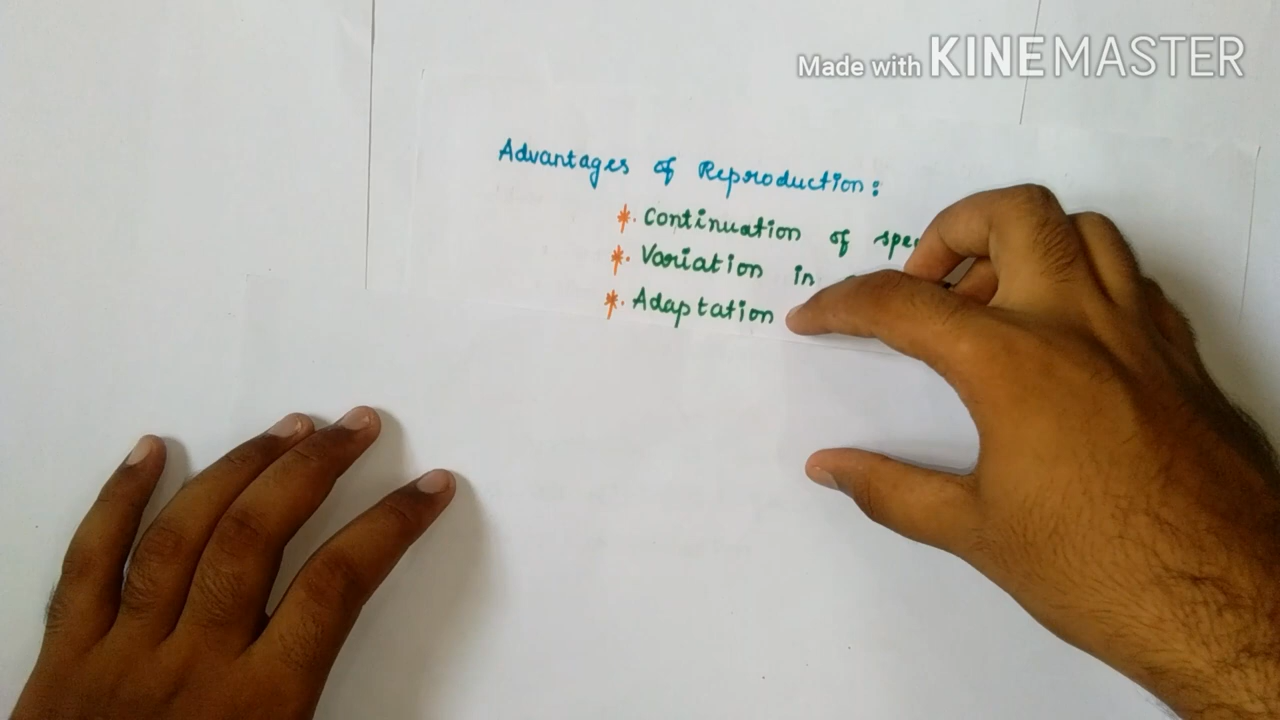 Made with KINEMASTER
Advantages of Reproduction:
*. Continuation of
*. Variation in
*. Adaptation